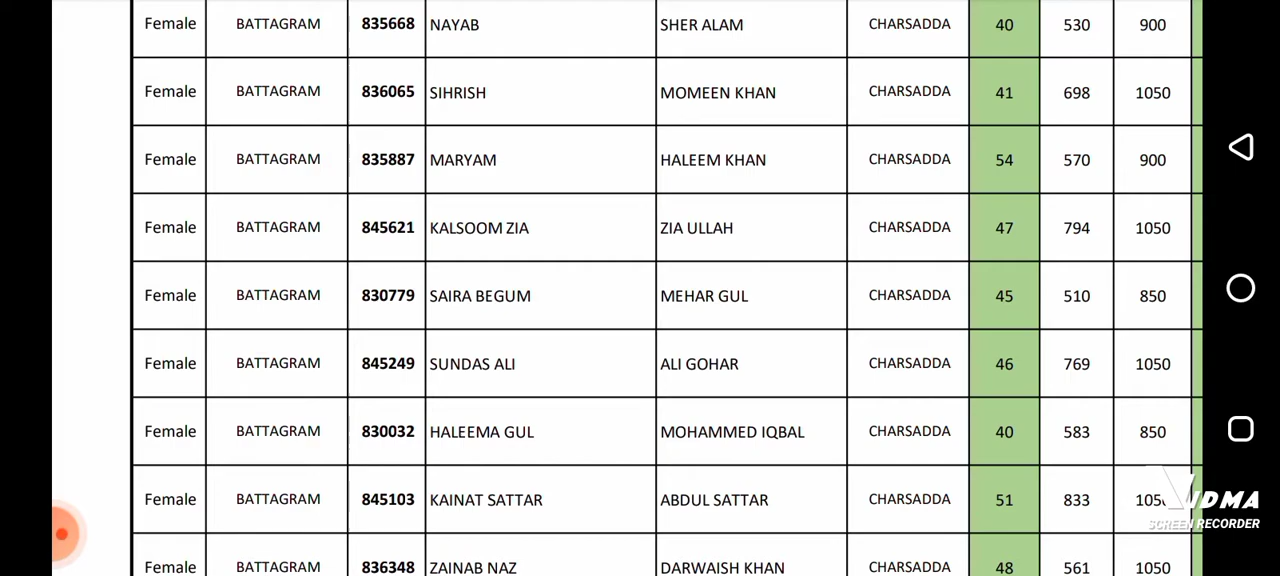 Female BATTAGRAM 835668 NAYAB SHER ALAM CHARSADDA 40 530 900
Female BATTAGRAM 836065 SIHRISH MOMEEN KHAN CHARSADDA 41 698 1050
Female BATTAGRAM 835887 MARYAM HALEEM KHAN CHARSADDA 54 570 900
Female BATTAGRAM 845621 KALSOOM ZIA ZIA ULLAH CHARSADDA 47 794 1050
Female BATTAGRAM 830779 SAIRA BEGUM MEHAR GUL CHARSADDA 45 510 850
Female BATTAGRAM 845249 SUNDAS ALI ALI GOHAR CHARSADDA 46 769 1050
Female BATTAGRAM 830032 HALEEMA GUL MOHAMMED IQBAL CHARSADDA 40 583 850
Female BATTAGRAM 845103 KAINAT SATTAR ABDUL SATTAR CHARSADDA 51 833 1050
VIDMA
SCREEN RECORDER
Female BATTAGRAM 836348 ZAINAB NAZ DARWAISH KHAN CHARSADDA 48 561 1050